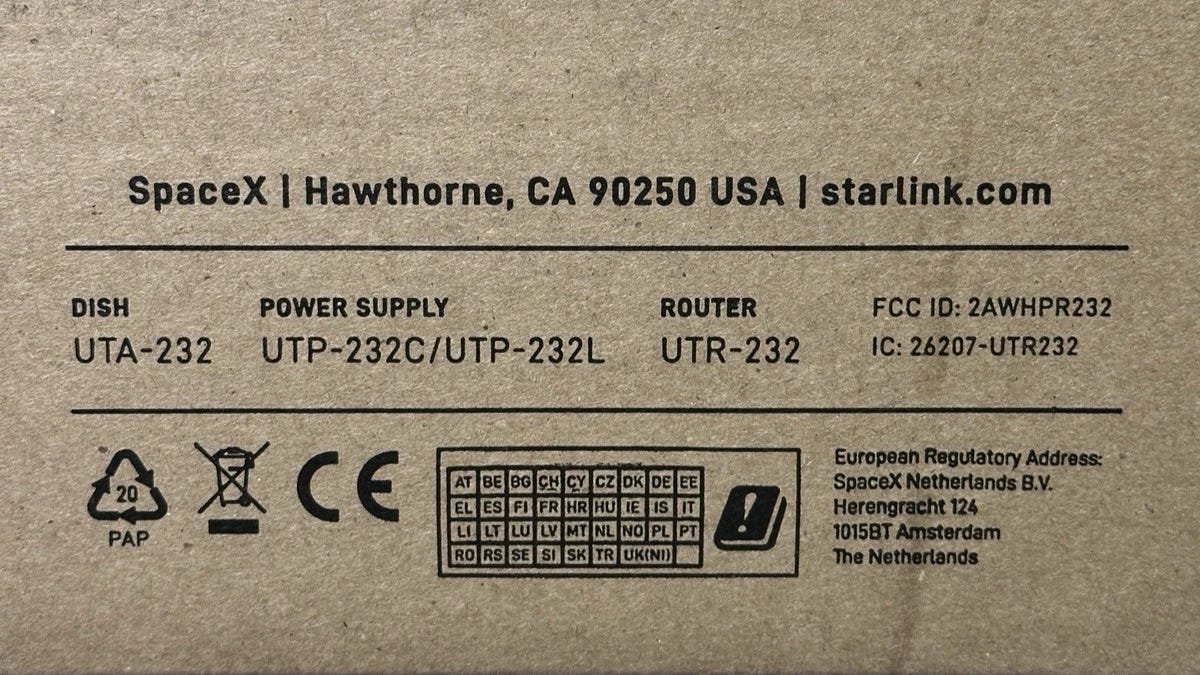 SpaceX | Hawthorne, CA 90250 USA | starlink.com
DISH
UTA-232
POWER SUPPLY
UTP-232C/UTP-232L
ROUTER
UTR-232
FCC ID: 2AWHPR232
IC: 26207-UTR232
20
PAP
CE
AT BE BG CH CY CZ DK DE EE
EL ES FI FR HR HU IE IS IT
LI LT LU LV MT NL NO PL PT
RO RS SE SI SK TR UK(NI)
!
European Regulatory Address:
SpaceX Netherlands B.V.
Herengracht 124
1015BT Amsterdam
The Netherlands